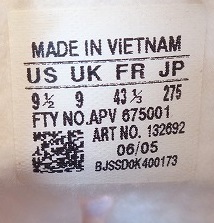 MADE IN VIETNAM
US UK FR JP
9½ 9 43⅓ 275
FTY NO.APV 675001
ART NO. 132692
06/05
BJSSD0K400173